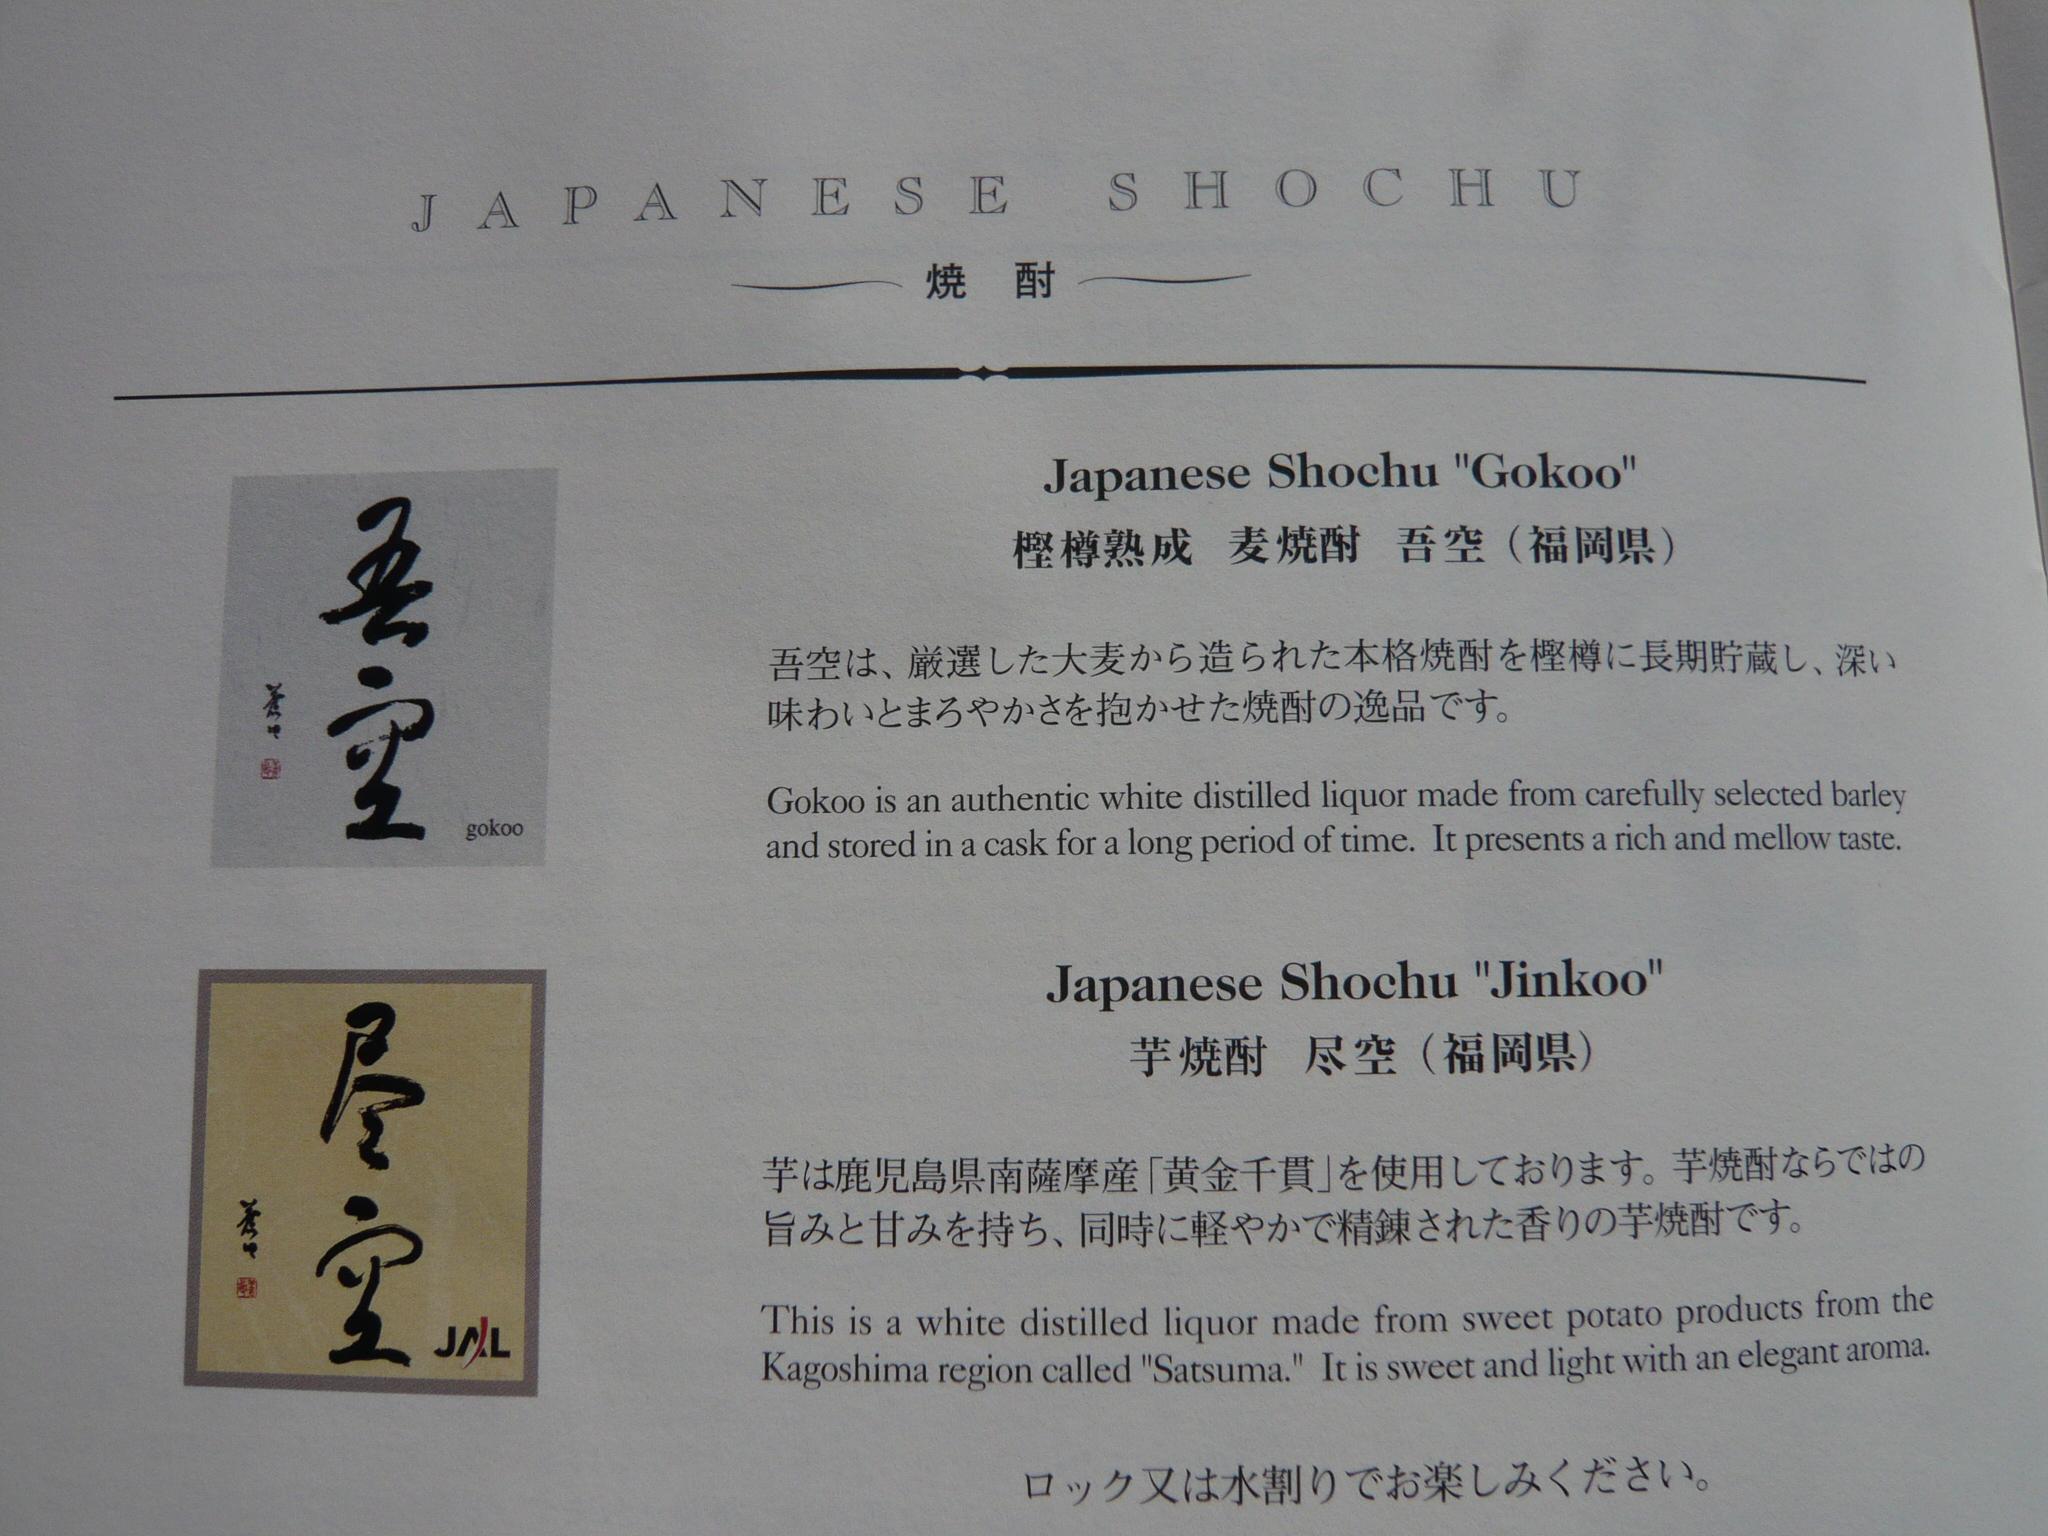 JAPANESE SHOCHU
焼 酎
吾空
gokoo
Japanese Shochu "Gokoo"
樫樽熟成 麦焼酎 吾空（福岡県）
吾空は、厳選した大麦から造られた本格焼酎を樫樽に長期貯蔵し、深い
味わいとまろやかさを抱かせた焼酎の逸品です。
Gokoo is an authentic white distilled liquor made from carefully selected barley
and stored in a cask for a long period of time. It presents a rich and mellow taste.
尽空
JAL
Japanese Shochu "Jinkoo"
芋焼酎 尽空（福岡県）
芋は鹿児島県南薩摩産「黄金千貫」を使用しております。芋焼酎ならではの
旨みと甘みを持ち、同時に軽やかで精錬された香りの芋焼酎です。
This is a white distilled liquor made from sweet potato products from the
Kagoshima region called "Satsuma." It is sweet and light with an elegant aroma.
ロック又は水割りでお楽しみください。